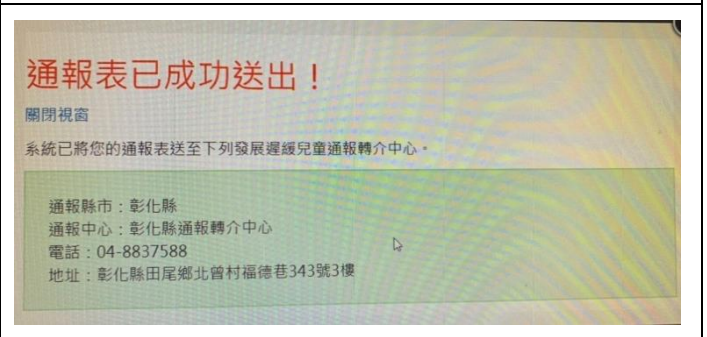 通報表已成功送出！
關閉視窗
系統已將您的通報表送至下列發展遲緩兒童通報轉介中心。
通報縣市：彰化縣
通報中心：彰化縣通報轉介中心
電話：04-8837588
地址：彰化縣田尾鄉北曾村福德巷343號3樓